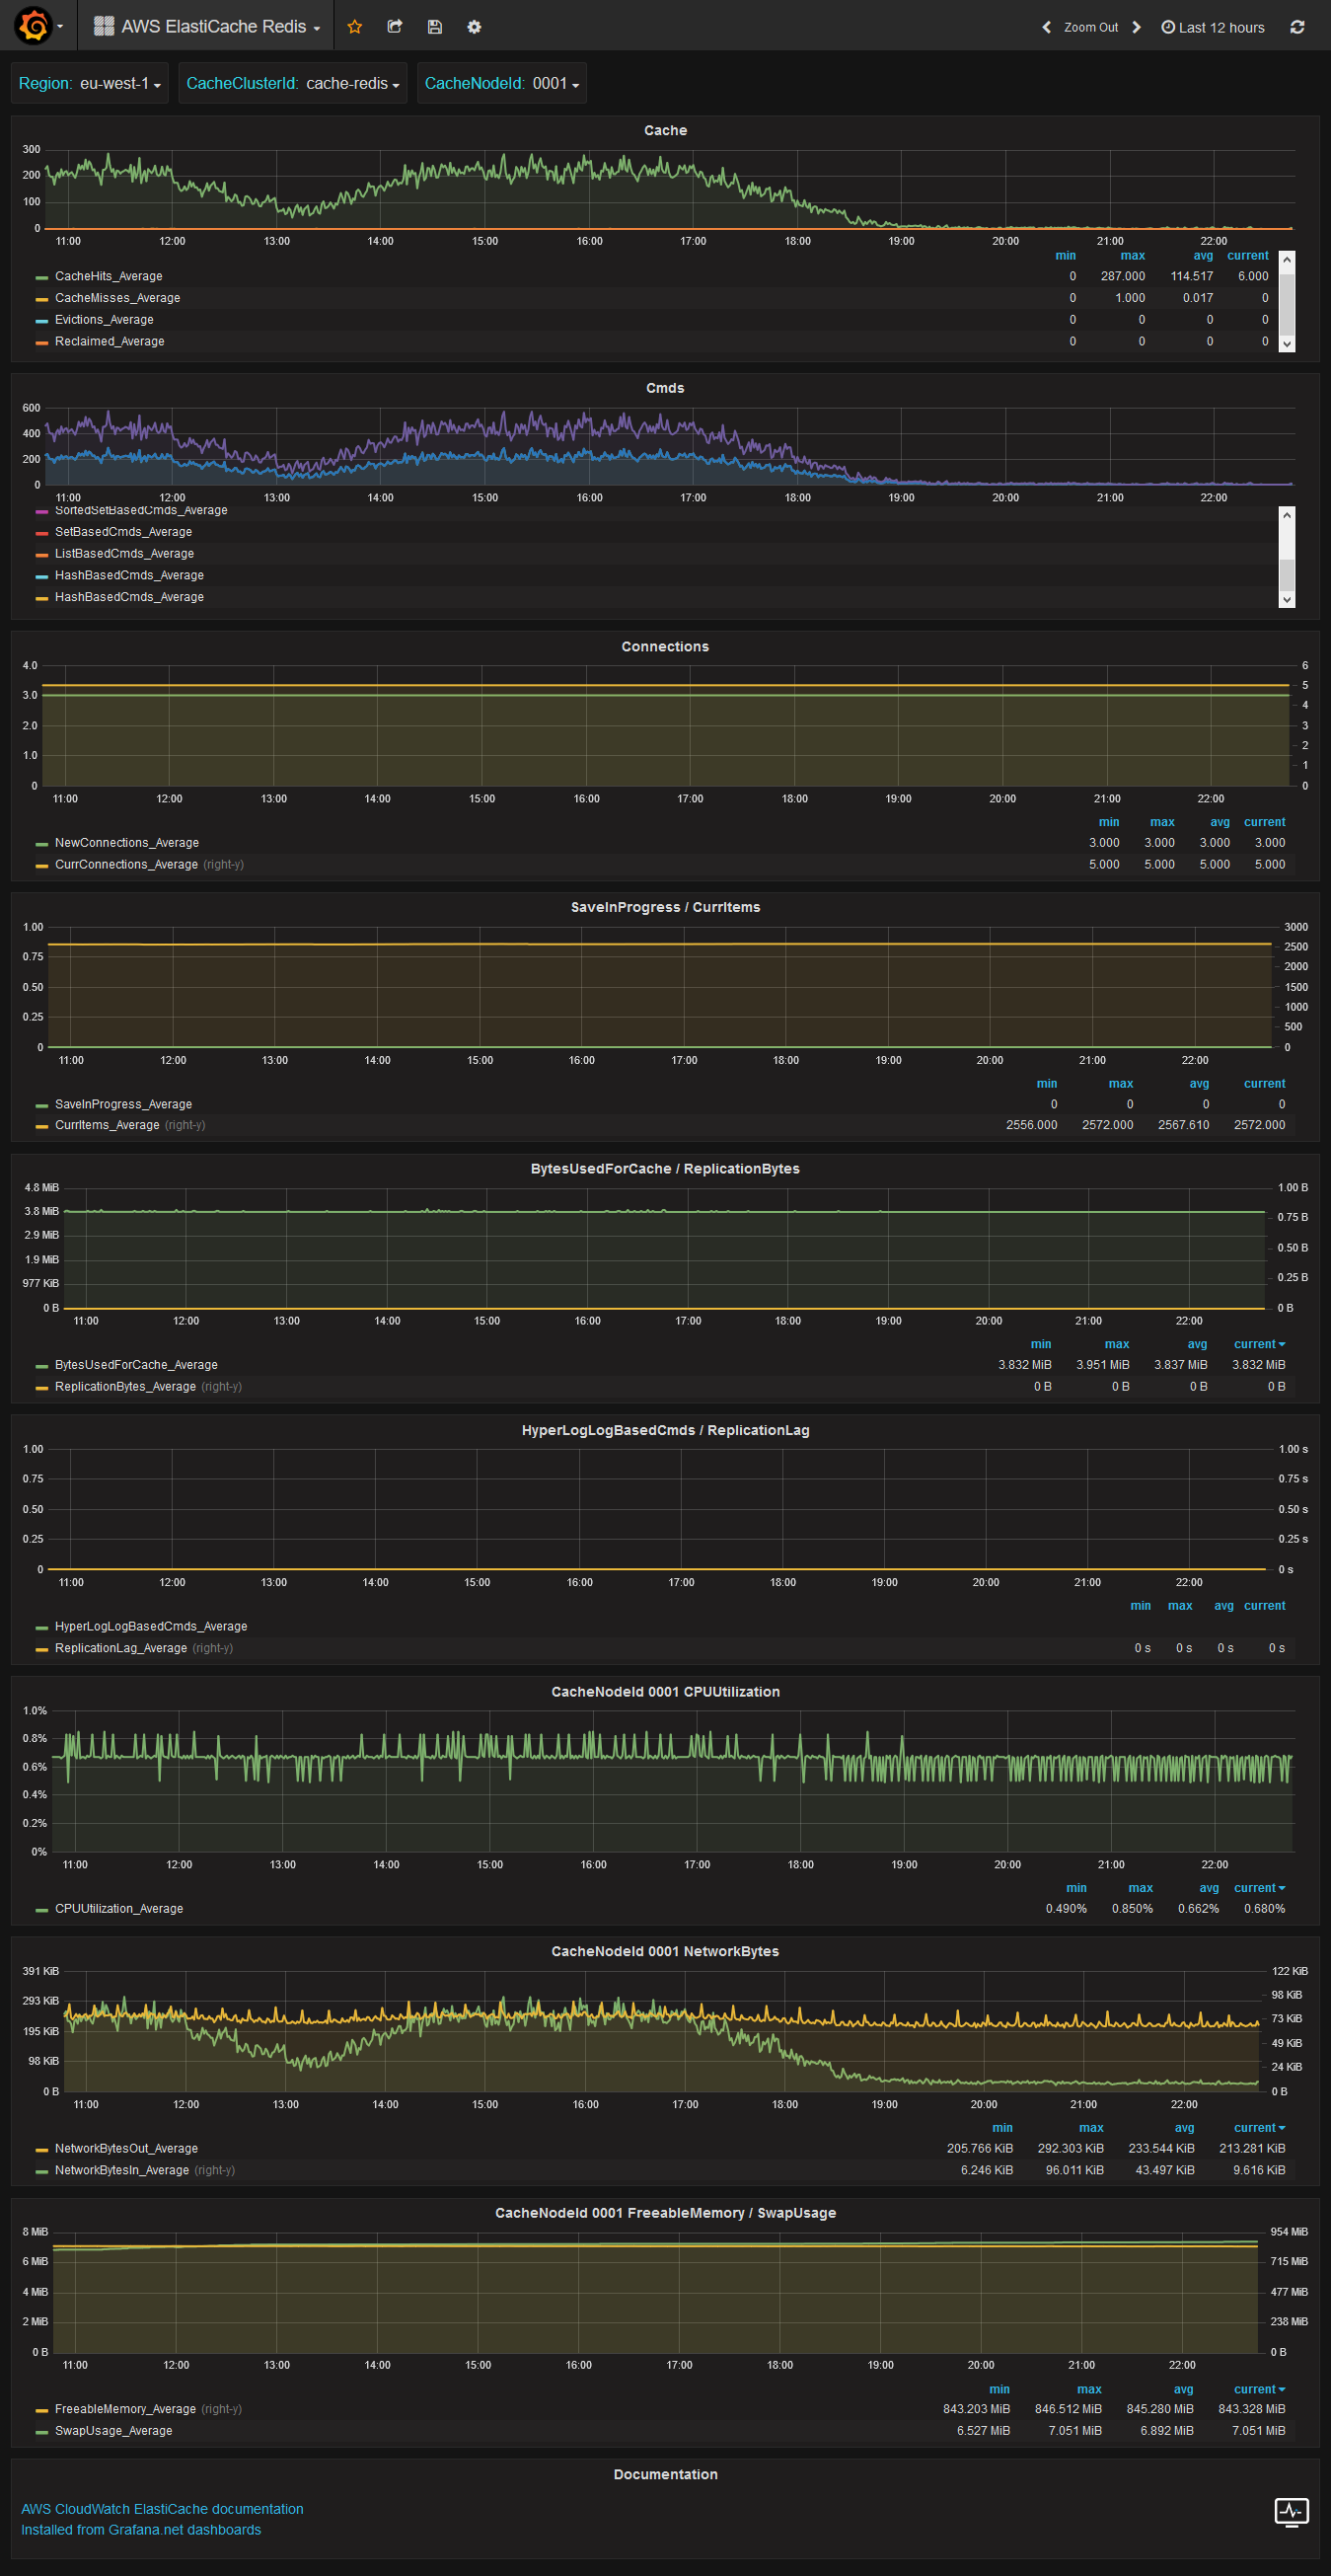 AWS ElastiCache Redis
Zoom Out
Last 12 hours
Region: eu-west-1
CacheClusterId: cache-redis
CacheNodeId: 0001
Cache
300
200
100
0
11:00 12:00 13:00 14:00 15:00 16:00 17:00 18:00 19:00 20:00 21:00 22:00
min max avg current
CacheHits_Average 0 287.000 114.517 6.000
CacheMisses_Average 0 1.000 0.017 0
Evictions_Average 0 0 0 0
Reclaimed_Average 0 0 0 0
Cmds
600
400
200
0
11:00 12:00 13:00 14:00 15:00 16:00 17:00 18:00 19:00 20:00 21:00 22:00
SortedSetBasedCmds_Average
SetBasedCmds_Average
ListBasedCmds_Average
HashBasedCmds_Average
HashBasedCmds_Average
Connections
4.0 6
3.0 5
2.0 4
1.0 3
0 2
1
0
11:00 12:00 13:00 14:00 15:00 16:00 17:00 18:00 19:00 20:00 21:00 22:00
min max avg current
NewConnections_Average 3.000 3.000 3.000 3.000
CurrConnections_Average (right-y) 5.000 5.000 5.000 5.000
SaveInProgress / CurrItems
1.00 3000
0.75 2500
0.50 2000
0.25 1500
0 1000
500
0
11:00 12:00 13:00 14:00 15:00 16:00 17:00 18:00 19:00 20:00 21:00 22:00
min max avg current
SaveInProgress_Average 0 0 0 0
CurrItems_Average (right-y) 2556.000 2572.000 2567.610 2572.000
BytesUsedForCache / ReplicationBytes
4.8 MiB 1.00 B
3.8 MiB 0.75 B
2.9 MiB 0.50 B
1.9 MiB 0.25 B
977 KiB 0 B
0 B
11:00 12:00 13:00 14:00 15:00 16:00 17:00 18:00 19:00 20:00 21:00 22:00
min max avg current
BytesUsedForCache_Average 3.832 MiB 3.951 MiB 3.837 MiB 3.832 MiB
ReplicationBytes_Average (right-y) 0 B 0 B 0 B 0 B
HyperLogLogBasedCmds / ReplicationLag
1.00 1.00 s
0.75 0.75 s
0.50 0.50 s
0.25 0.25 s
0 0 s
11:00 12:00 13:00 14:00 15:00 16:00 17:00 18:00 19:00 20:00 21:00 22:00
min max avg current
HyperLogLogBasedCmds_Average
ReplicationLag_Average (right-y) 0 s 0 s 0 s 0 s
CacheNodeId 0001 CPUUtilization
1.0%
0.8%
0.6%
0.4%
0.2%
0%
11:00 12:00 13:00 14:00 15:00 16:00 17:00 18:00 19:00 20:00 21:00 22:00
min max avg current
CPUUtilization_Average 0.490% 0.850% 0.662% 0.680%
CacheNodeId 0001 NetworkBytes
391 KiB 122 KiB
293 KiB 98 KiB
195 KiB 73 KiB
98 KiB 49 KiB
0 B 24 KiB
0 B
11:00 12:00 13:00 14:00 15:00 16:00 17:00 18:00 19:00 20:00 21:00 22:00
min max avg current
NetworkBytesOut_Average 205.766 KiB 292.303 KiB 233.544 KiB 213.281 KiB
NetworkBytesIn_Average (right-y) 6.246 KiB 96.011 KiB 43.497 KiB 9.616 KiB
CacheNodeId 0001 FreeableMemory / SwapUsage
8 MiB 954 MiB
6 MiB 715 MiB
4 MiB 477 MiB
2 MiB 238 MiB
0 B 0 B
11:00 12:00 13:00 14:00 15:00 16:00 17:00 18:00 19:00 20:00 21:00 22:00
min max avg current
FreeableMemory_Average (right-y) 843.203 MiB 846.512 MiB 845.280 MiB 843.328 MiB
SwapUsage_Average 6.527 MiB 7.051 MiB 6.892 MiB 7.051 MiB
Documentation
AWS CloudWatch ElastiCache documentation
Installed from Grafana.net dashboards